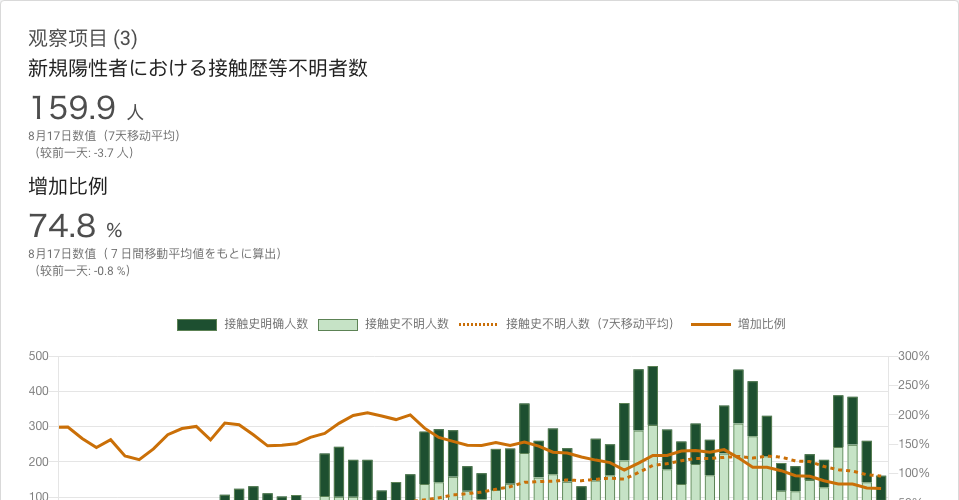 观察项目 (3)
新規陽性者における接触歴等不明者数
159.9 人
8月17日数值（7天移动平均）
（较前一天: -3.7 人）
增加比例
74.8 %
8月17日数值（７日間移動平均値をもとに算出）
（较前一天: -0.8 %）
接触史明确人数 接触史不明人数 接触史不明人数（7天移动平均） 增加比例
500 300%
250%
400
200%
300
150%
200
100%
100
50%